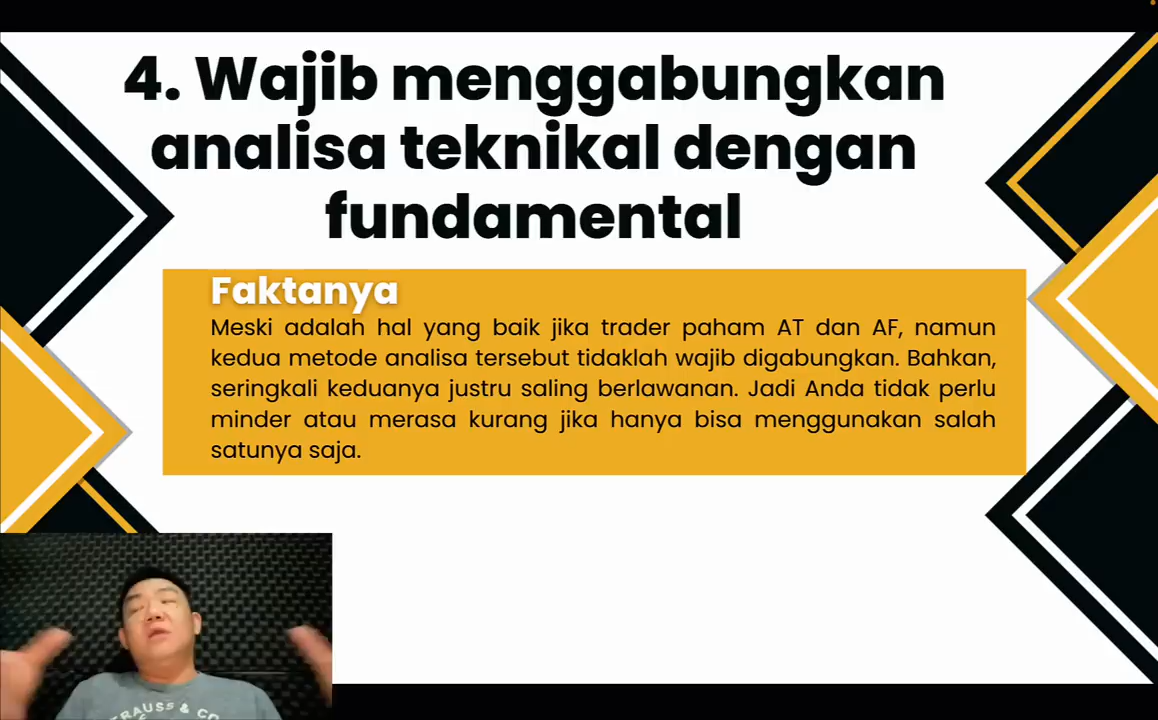 4. Wajib menggabungkan
analisa teknikal dengan
fundamental
Faktanya
Meski adalah hal yang baik jika trader paham AT dan AF, namun
kedua metode analisa tersebut tidaklah wajib digabungkan. Bahkan,
seringkali keduanya justru saling berlawanan. Jadi Anda tidak perlu
minder atau merasa kurang jika hanya bisa menggunakan salah
satunya saja.